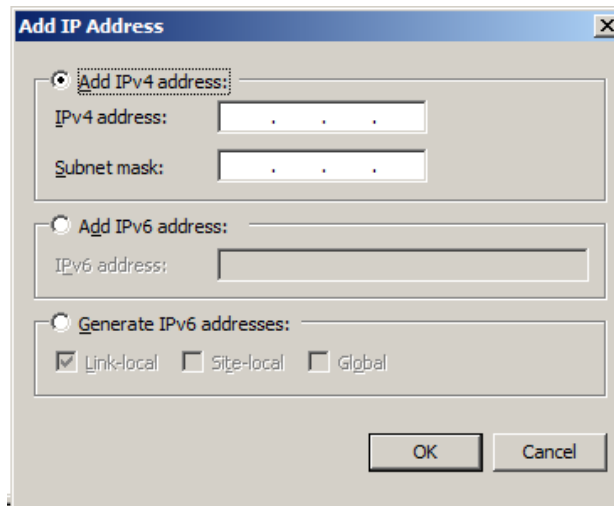 Add IP Address
Add IPv4 address:
IPv4 address: . . .
Subnet mask: . . .
Add IPv6 address:
IPv6 address:
Generate IPv6 addresses:
Link-local Site-local Global
OK Cancel